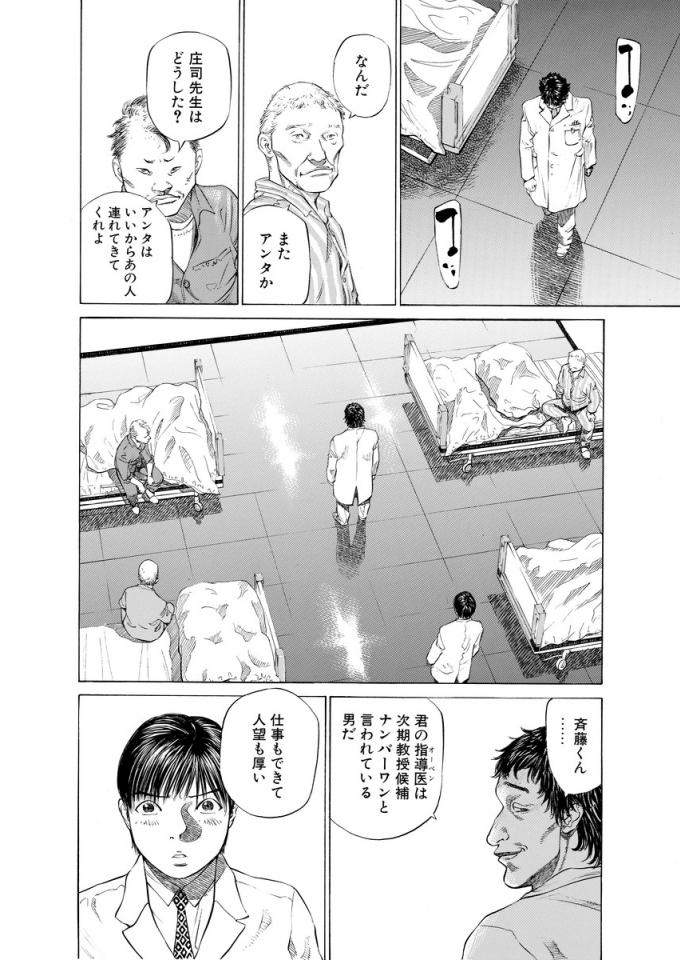 なんだ
また
アンタか
庄司先生は
どうした?
アンタは
いいからあの人
連れてきて
くれよ
斉藤くん
……
君の指導医は
オーベン
次期教授候補
ナンバーワンと
言われている
男だ
仕事もできて
人望も厚い